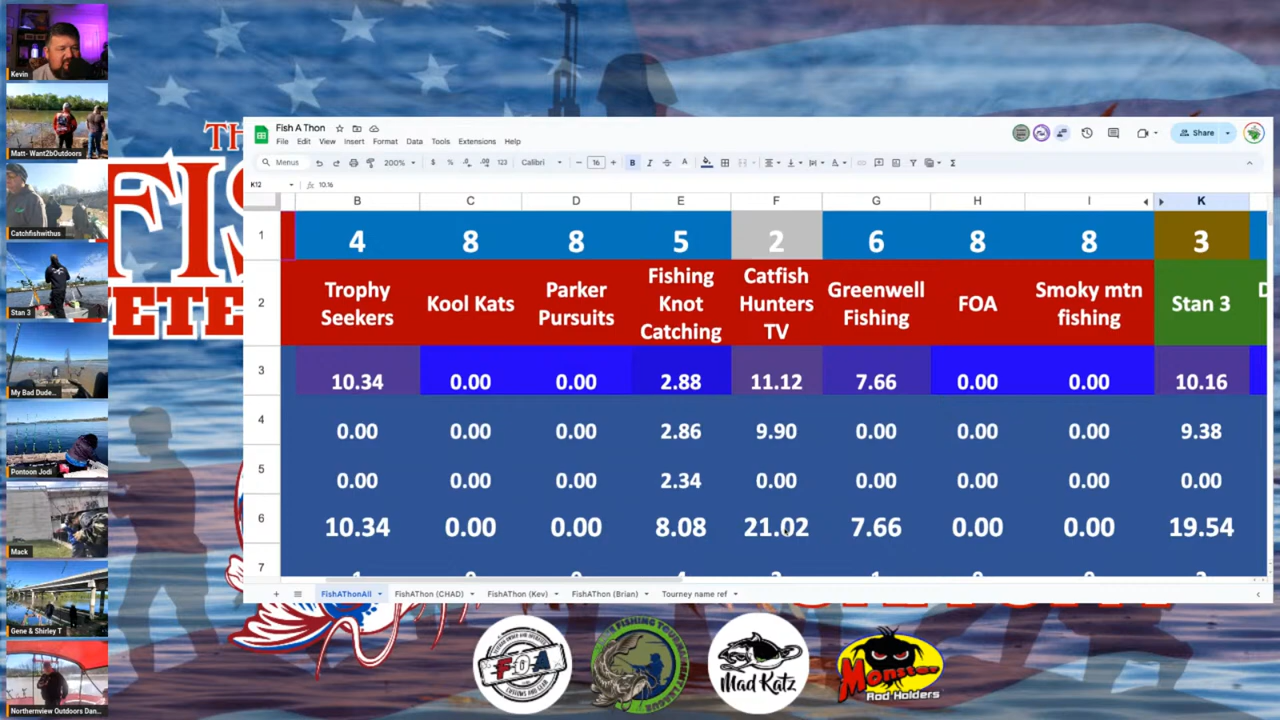 Kevin
Matt- Want2bOutdoors
Catchfishwithus
Stan 3
My Bad Dude...
Pontoon Jodi
Mack
Gene & Shirley T
Northernview Outdoors Dan...
TH
FIS
ETE
Fish A Thon
File Edit View Insert Format Data Tools Extensions Help
Share
Menus 200% $ % .0 .00 123 Calibri - 16 + B I A
K12 fx 10.16
B C D E F G H I K
1 4 8 8 5 2 6 8 8 3
2 Trophy Seekers Kool Kats Parker Pursuits Fishing Knot Catching Catfish Hunters TV Greenwell Fishing FOA Smoky mtn fishing Stan 3 D
3 10.34 0.00 0.00 2.88 11.12 7.66 0.00 0.00 10.16
4 0.00 0.00 0.00 2.86 9.90 0.00 0.00 0.00 9.38
5 0.00 0.00 0.00 2.34 0.00 0.00 0.00 0.00 0.00
6 10.34 0.00 0.00 8.08 21.02 7.66 0.00 0.00 19.54
7
+ FishAThonAll FishAThon (CHAD) FishAThon (Kev) FishAThon (Brian) Tourney name ref
FOA
Mad Katz
Monster
Rod Holders